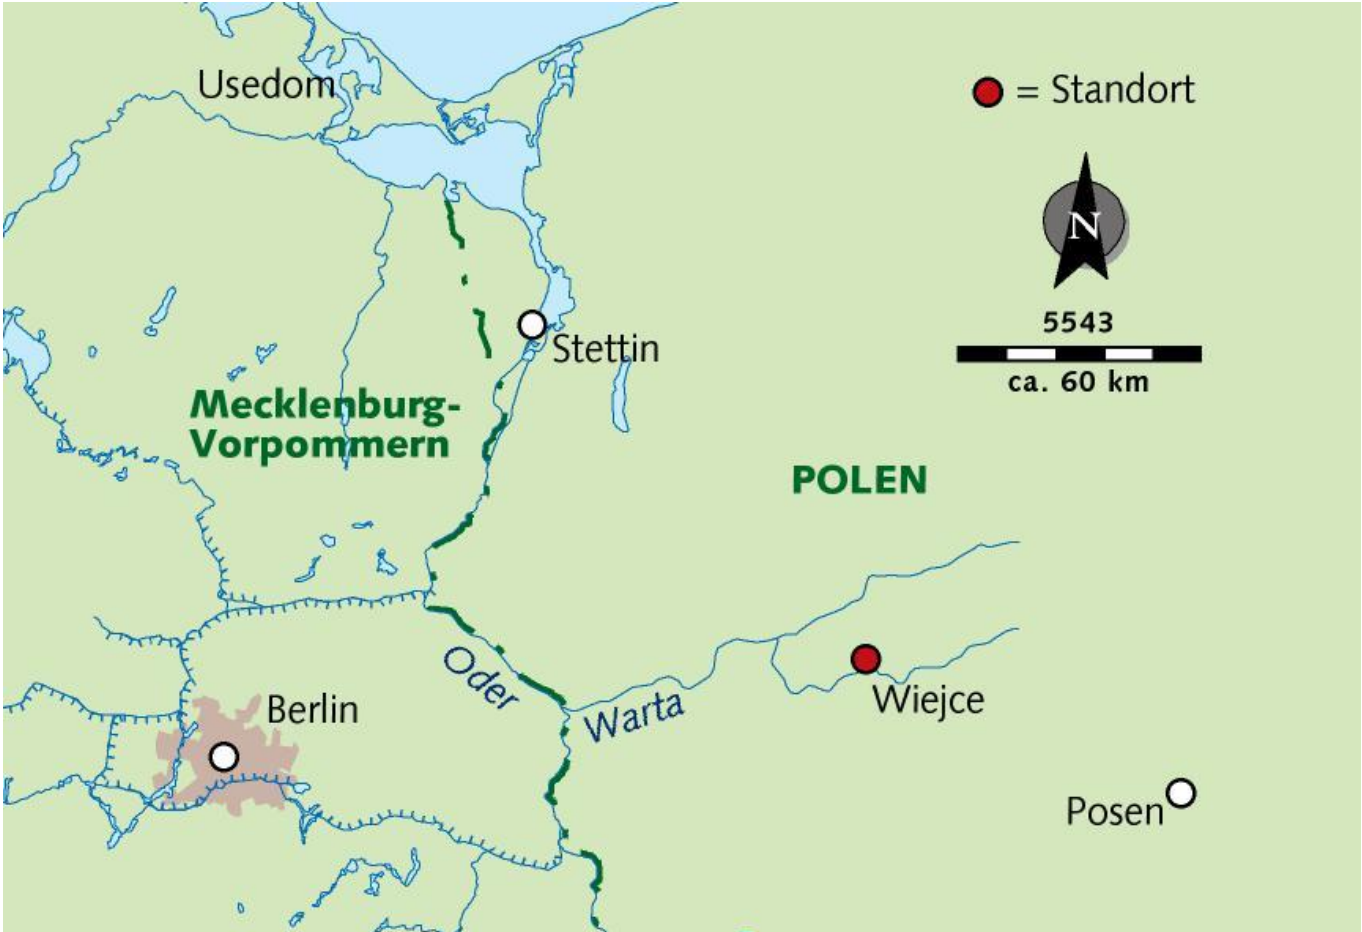 Usedom
= Standort
N
5543
ca. 60 km
Stettin
Mecklenburg-
Vorpommern
POLEN
Oder
Warta
Wiejce
Berlin
Posen